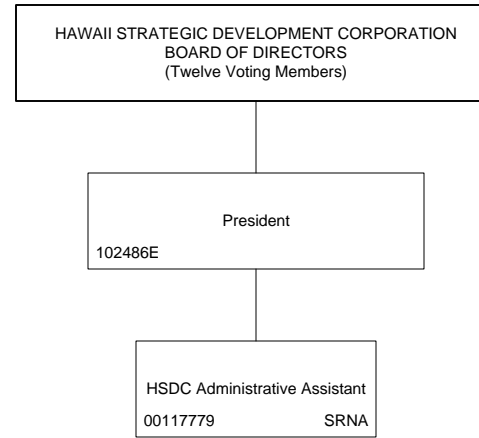 HAWAII STRATEGIC DEVELOPMENT CORPORATION
BOARD OF DIRECTORS
(Twelve Voting Members)
President
102486E
HSDC Administrative Assistant
00117779 SRNA